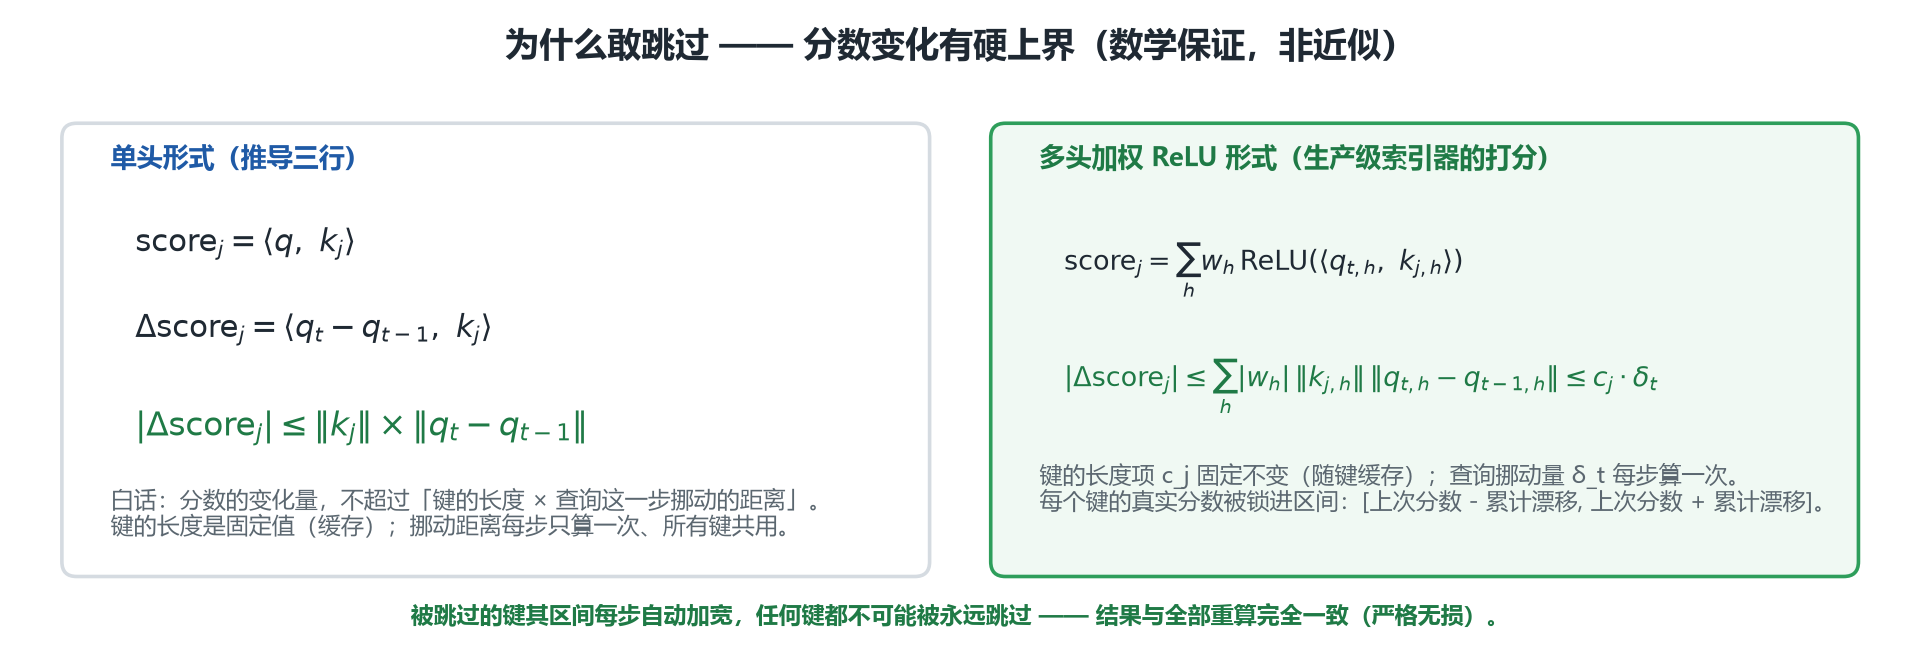 为什么敢跳过 —— 分数变化有硬上界（数学保证，非近似）
单头形式（推导三行）
score_j = ⟨q, k_j⟩
Δscore_j = ⟨q_t − q_{t−1}, k_j⟩
|Δscore_j| ≤ ‖k_j‖ × ‖q_t − q_{t−1}‖
白话：分数的变化量，不超过「键的长度 × 查询这一步挪动的距离」。
键的长度是固定值（缓存）；挪动距离每步只算一次、所有键共用。
多头加权 ReLU 形式（生产级索引器的打分）
score_j = ∑_h w_h ReLU(⟨q_{t,h}, k_{j,h}⟩)
|Δscore_j| ≤ ∑_h |w_h| ‖k_{j,h}‖ ‖q_{t,h} − q_{t−1,h}‖ ≤ c_j · δ_t
键的长度项 c_j 固定不变（随键缓存）；查询挪动量 δ_t 每步算一次。
每个键的真实分数被锁进区间：[上次分数 - 累计漂移, 上次分数 + 累计漂移]。
被跳过的键其区间每步自动加宽，任何键都不可能被永远跳过 —— 结果与全部重算完全一致（严格无损）。